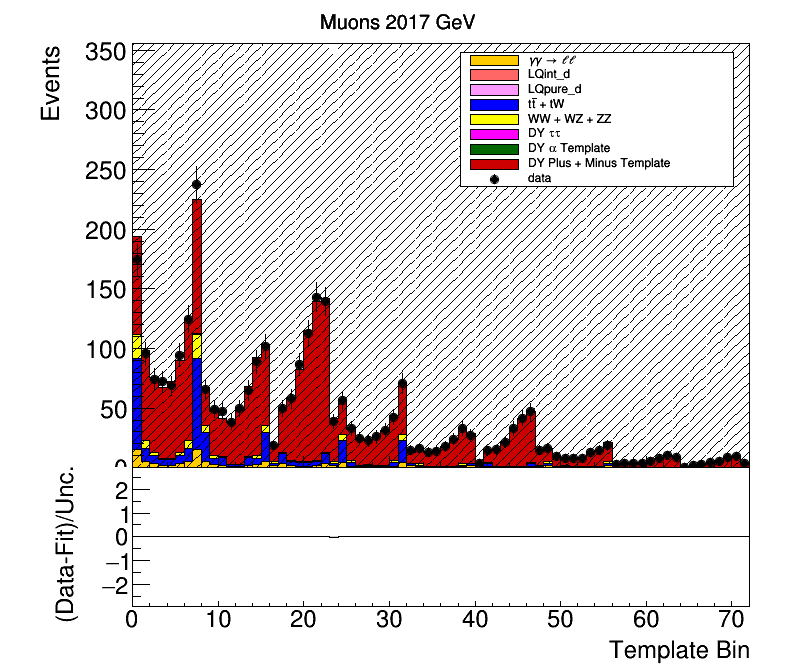 Muons 2017 GeV
Events
350
300
250
200
150
100
50
0
γγ → ℓℓ
LQint_d
LQpure_d
tt̄ + tW
WW + WZ + ZZ
DY ττ
DY α Template
DY Plus + Minus Template
data
(Data-Fit)/Unc.
2
1
0
−1
−2
0 10 20 30 40 50 60 70
Template Bin